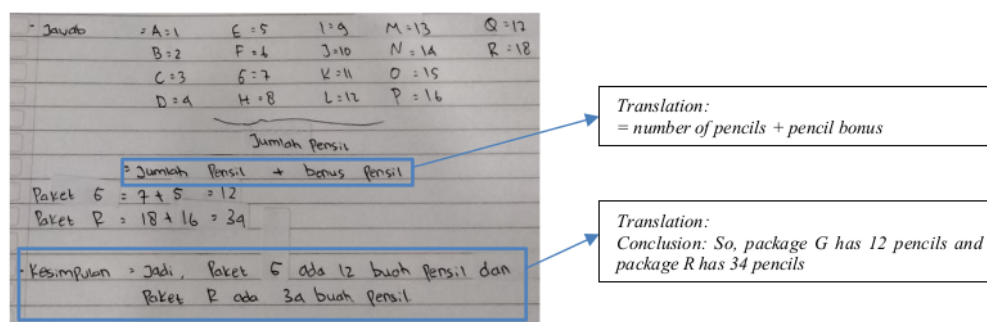 - Jawab = A = 1 E = 5 I = 9 M = 13 Q = 17
B = 2 F = 6 J = 10 N = 14 R = 18
C = 3 G = 7 K = 11 O = 15
D = 4 H = 8 L = 12 P = 16
Jumlah Pensil
= Jumlah Pensil + bonus Pensil
Paket G = 7 + 5 = 12
Paket R = 18 + 16 = 34
- Kesimpulan = Jadi, Paket G ada 12 buah Pensil dan
Paket R ada 34 buah Pensil.
Translation:
= number of pencils + pencil bonus
Translation:
Conclusion: So, package G has 12 pencils and
package R has 34 pencils